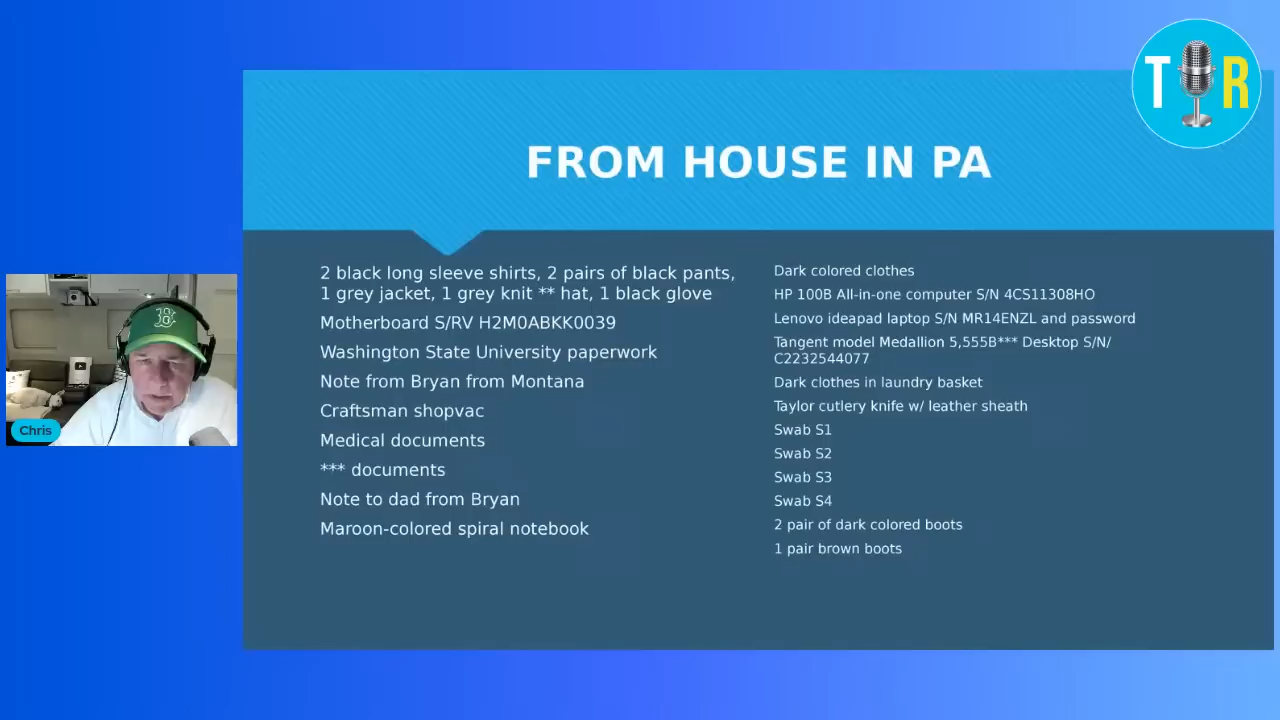 T R
FROM HOUSE IN PA
2 black long sleeve shirts, 2 pairs of black pants,
1 grey jacket, 1 grey knit ** hat, 1 black glove
Motherboard S/RV H2M0ABKK0039
Washington State University paperwork
Note from Bryan from Montana
Craftsman shopvac
Medical documents
*** documents
Note to dad from Bryan
Maroon-colored spiral notebook
Dark colored clothes
HP 100B All-in-one computer S/N 4CS11308HO
Lenovo ideapad laptop S/N MR14ENZL and password
Tangent model Medallion 5,555B*** Desktop S/N/
C2232544077
Dark clothes in laundry basket
Taylor cutlery knife w/ leather sheath
Swab S1
Swab S2
Swab S3
Swab S4
2 pair of dark colored boots
1 pair brown boots
B
Chris